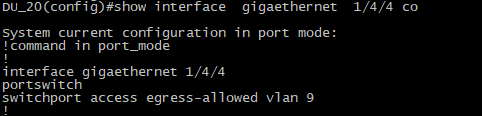 DU_20(config)#show interface  gigaethernet  1/4/4 co
System current configuration in port mode:
!command in port_mode
!
interface gigaethernet 1/4/4
portswitch
switchport access egress-allowed vlan 9
!